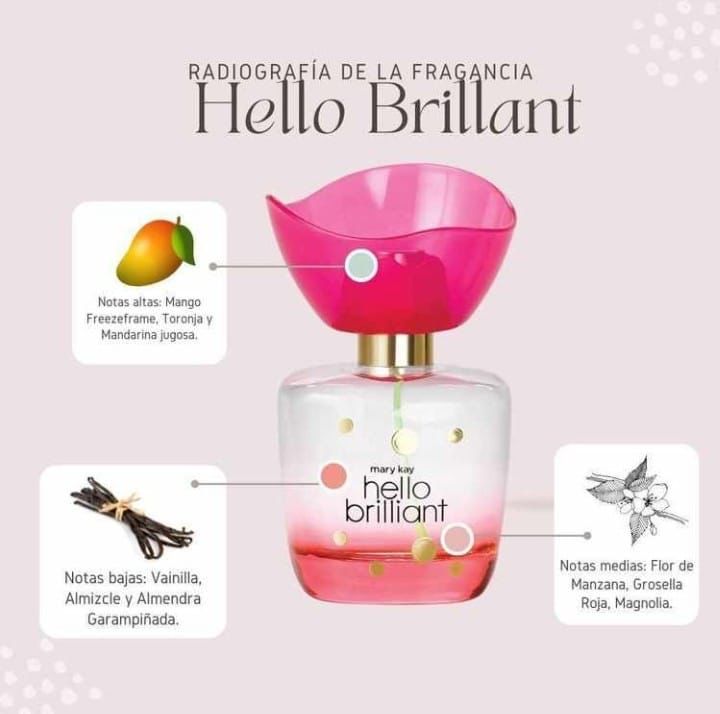 RADIOGRAFÍA DE LA FRAGANCIA
Hello Brillant
Notas altas: Mango
Freezeframe, Toronja y
Mandarina jugosa.
mary kay
hello
brilliant
Notas bajas: Vainilla,
Almizcle y Almendra
Garampiñada.
Notas medias: Flor de
Manzana, Grosella
Roja, Magnolia.